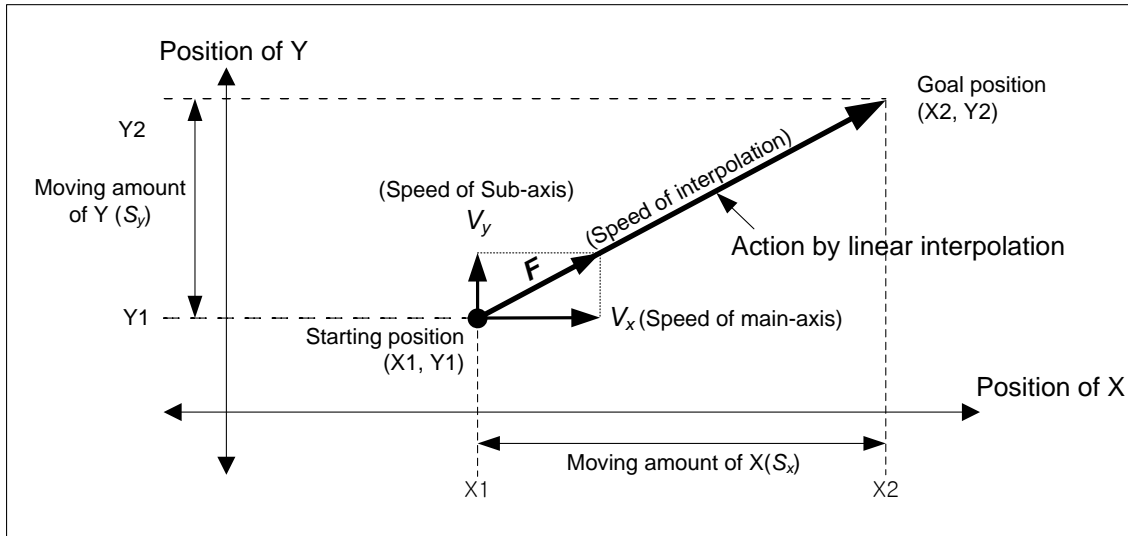 Position of Y
Goal position
(X2, Y2)
Y2
Moving amount
of Y (Sy)
(Speed of Sub-axis)
Vy
(Speed of interpolation)
Action by linear interpolation
F
Y1
Vx (Speed of main-axis)
Starting position
(X1, Y1)
Position of X
Moving amount of X(Sx)
X1
X2